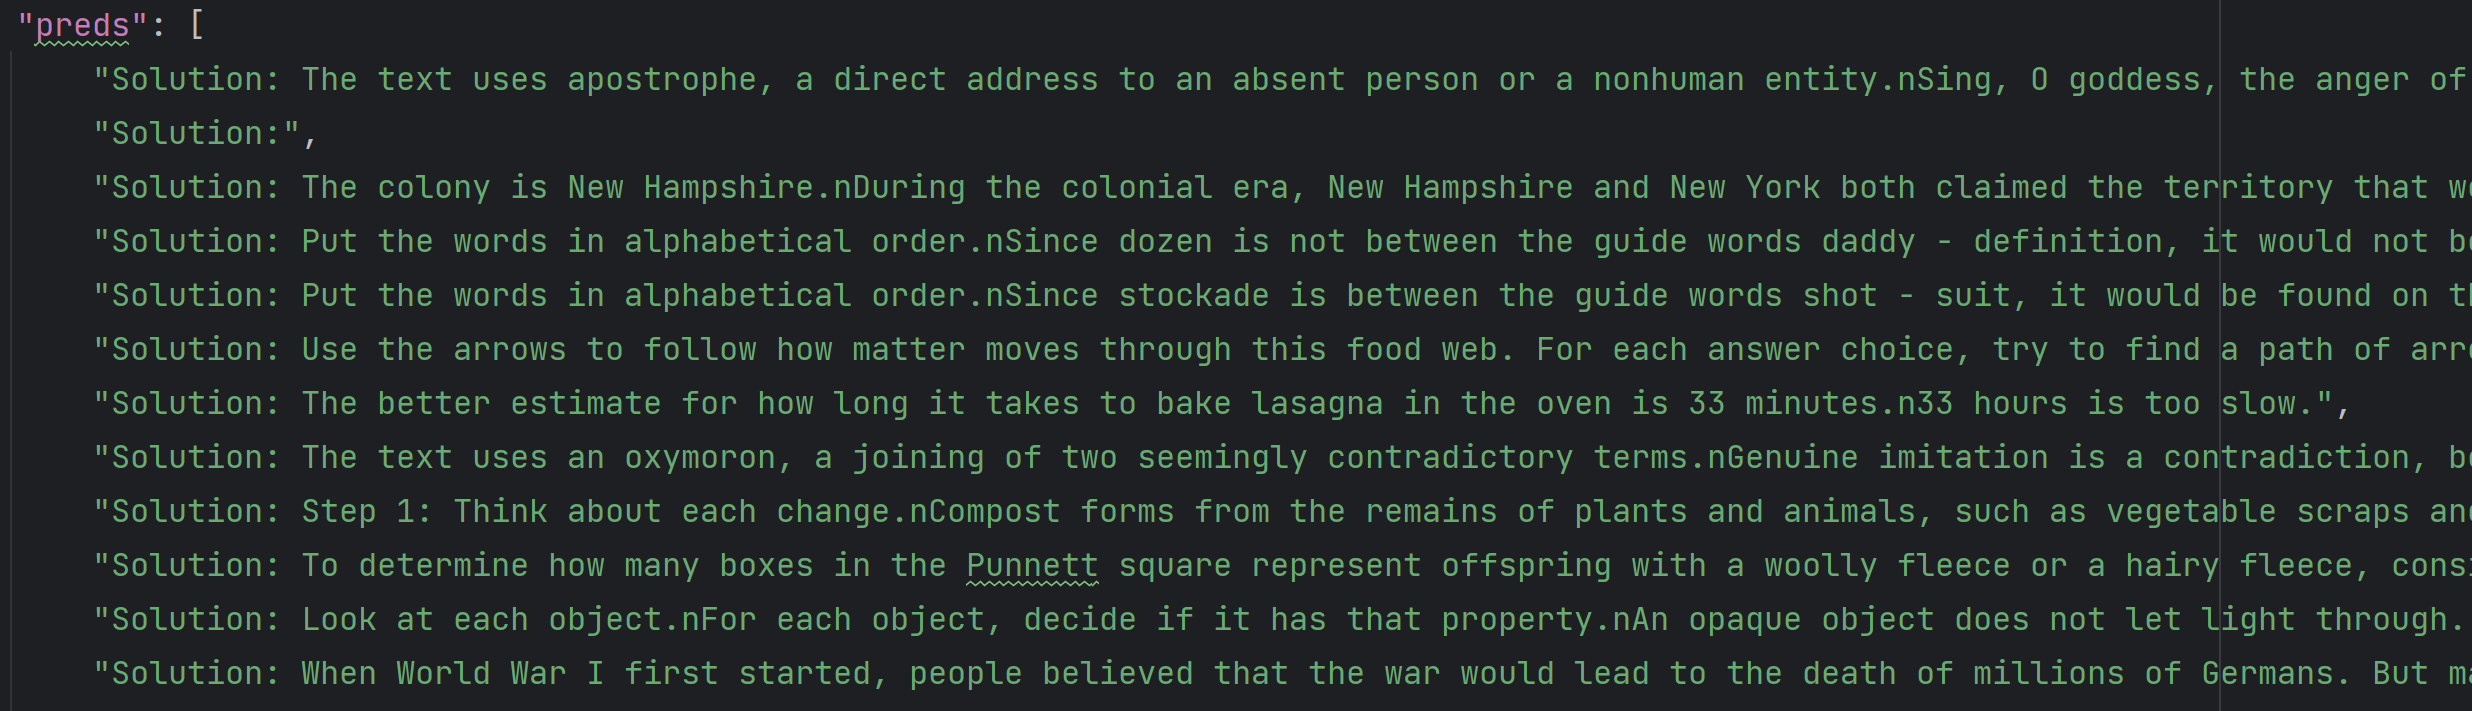 "preds": [
"Solution: The text uses apostrophe, a direct address to an absent person or a nonhuman entity.nSing, O goddess, the anger of
"Solution:",
"Solution: The colony is New Hampshire.nDuring the colonial era, New Hampshire and New York both claimed the territory that
"Solution: Put the words in alphabetical order.nSince dozen is not between the guide words daddy - definition, it would not
"Solution: Put the words in alphabetical order.nSince stockade is between the guide words shot - suit, it would be found on
"Solution: Use the arrows to follow how matter moves through this food web. For each answer choice, try to find a path of
"Solution: The better estimate for how long it takes to bake lasagna in the oven is 33 minutes.n33 hours is too slow.",
"Solution: The text uses an oxymoron, a joining of two seemingly contradictory terms.nGenuine imitation is a contradiction,
"Solution: Step 1: Think about each change.nCompost forms from the remains of plants and animals, such as vegetable scraps
"Solution: To determine how many boxes in the Punnett square represent offspring with a woolly fleece or a hairy fleece,
"Solution: Look at each object.nFor each object, decide if it has that property.nAn opaque object does not let light through.
"Solution: When World War I first started, people believed that the war would lead to the death of millions of Germans. But